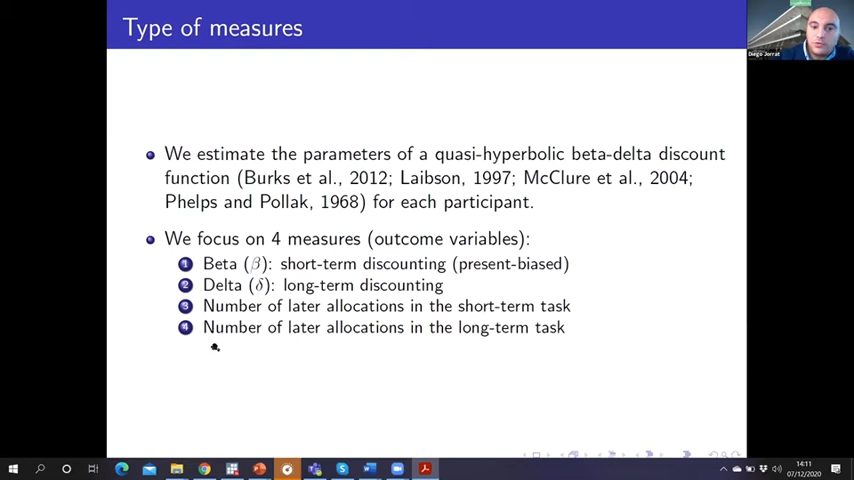 Type of measures
Diego Jorrat
We estimate the parameters of a quasi-hyperbolic beta-delta discount
function (Burks et al., 2012; Laibson, 1997; McClure et al., 2004;
Phelps and Pollak, 1968) for each participant.
We focus on 4 measures (outcome variables):
1 Beta (β): short-term discounting (present-biased)
2 Delta (δ): long-term discounting
3 Number of later allocations in the short-term task
4 Number of later allocations in the long-term task
14:11
07/12/2020